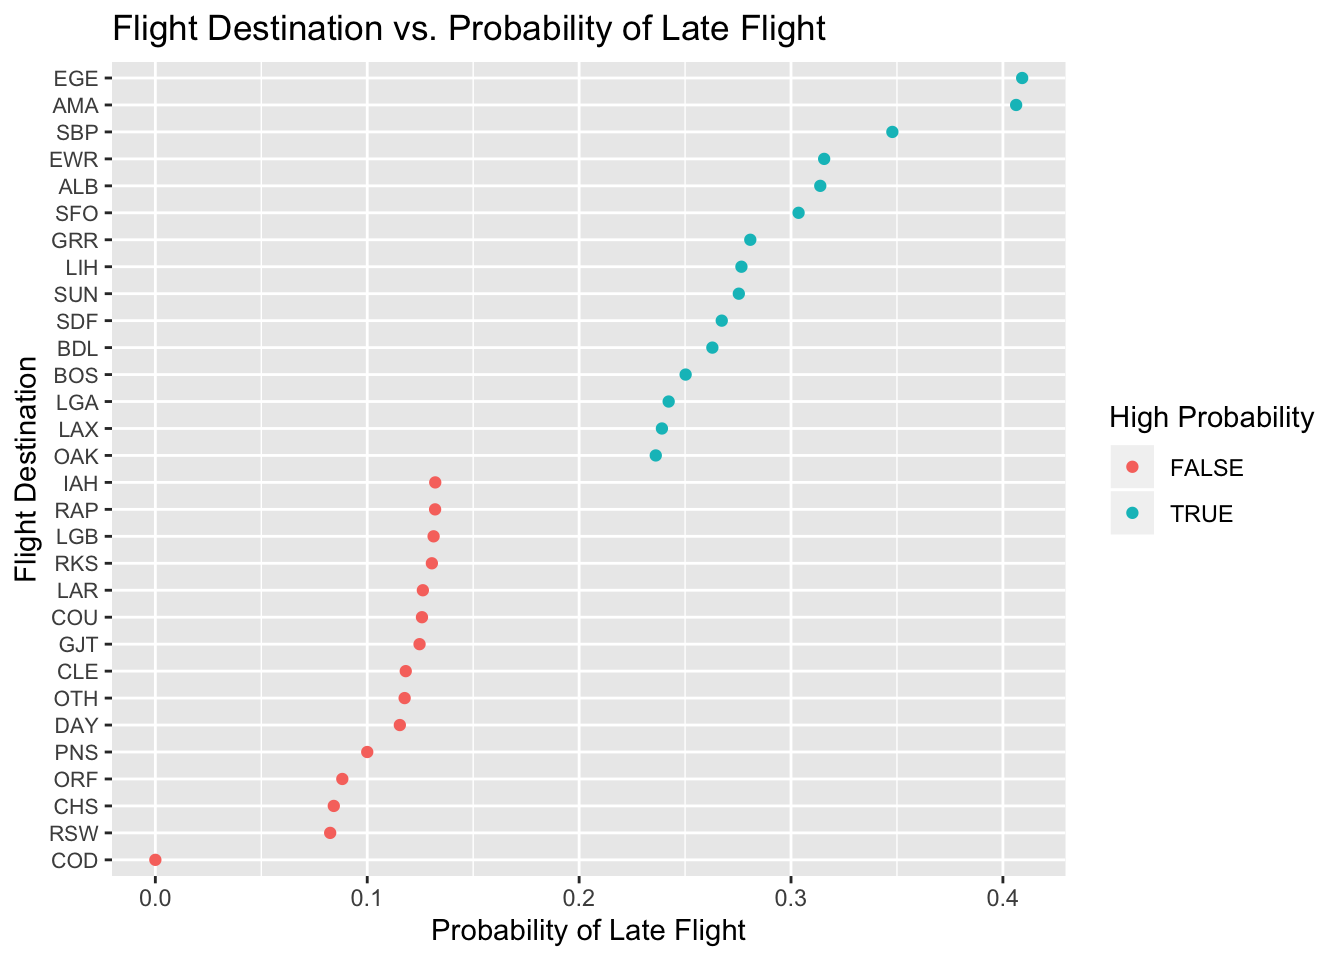 Flight Destination vs. Probability of Late Flight
EGE
AMA
SBP
EWR
ALB
SFO
GRR
LIH
SUN
SDF
BDL
BOS
LGA
LAX
OAK
IAH
RAP
LGB
RKS
LAR
COU
GJT
CLE
OTH
DAY
PNS
ORF
CHS
RSW
COD
Flight Destination
0.0 0.1 0.2 0.3 0.4
Probability of Late Flight
High Probability
FALSE
TRUE